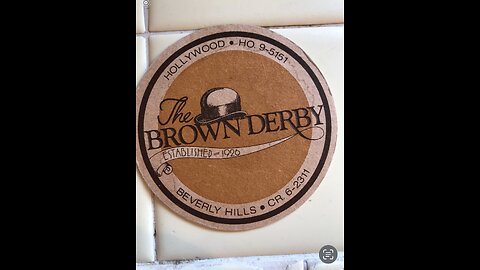 HOLLYWOOD • HO. 9-5151
The
BROWN DERBY
ESTABLISHED — 1926
BEVERLY HILLS • CR. 6-2311